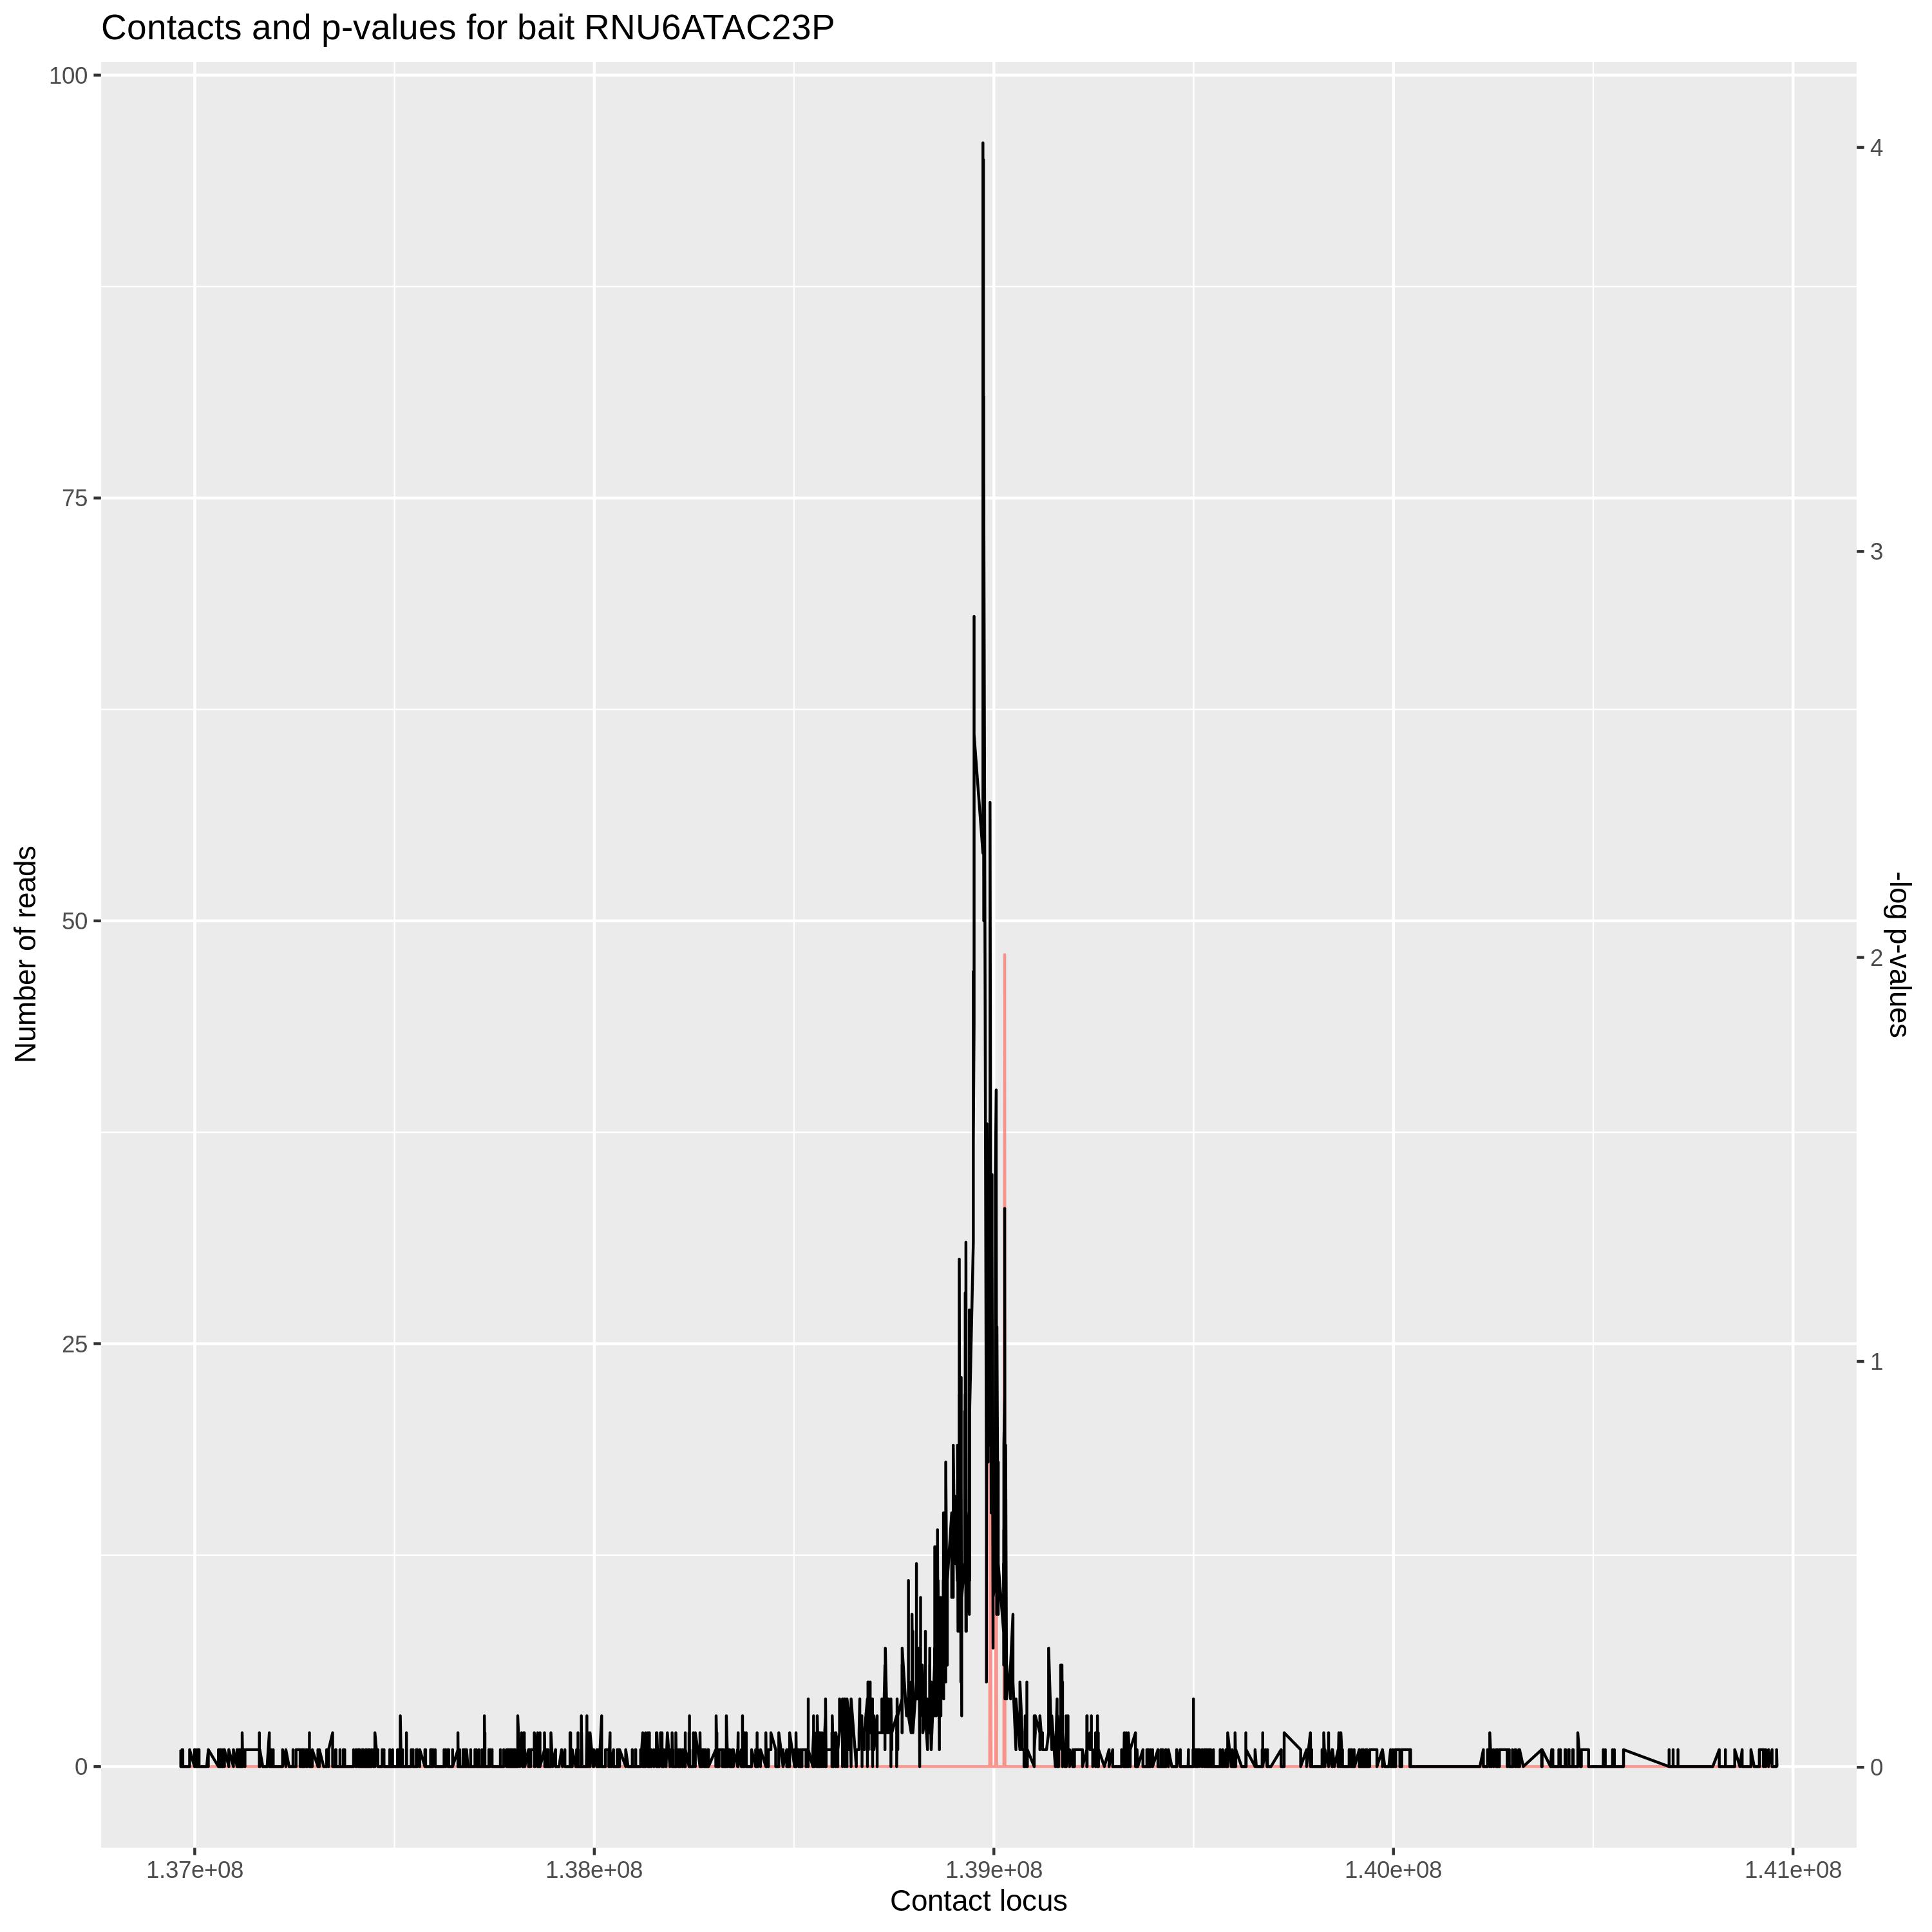 Contacts and p-values for bait RNU6ATAC23P
100
75
50
25
0
Number of reads
4
3
2
1
0
-log p-values
1.37e+08
1.38e+08
1.39e+08
1.40e+08
1.41e+08
Contact locus